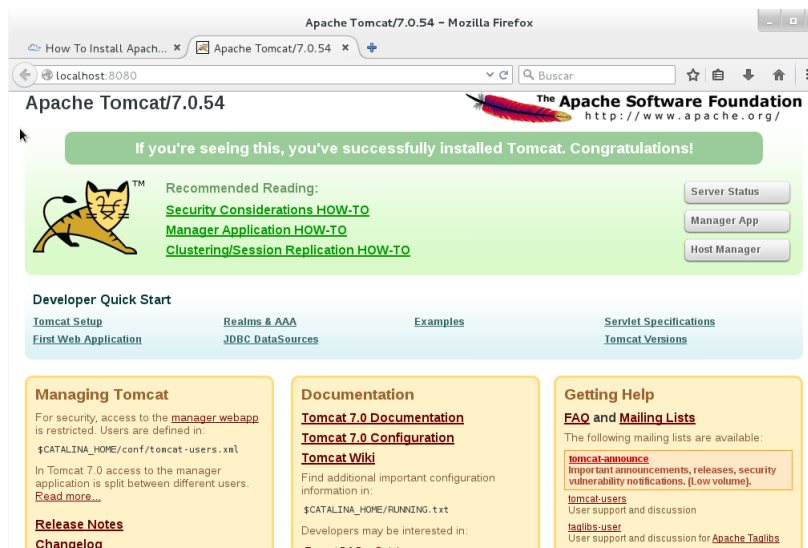 Apache Tomcat/7.0.54 - Mozilla Firefox
How To Install Apach... Apache Tomcat/7.0.54
localhost:8080 Buscar
Apache Tomcat/7.0.54
The Apache Software Foundation
http://www.apache.org/
If you're seeing this, you've successfully installed Tomcat. Congratulations!
TM
Recommended Reading:
Security Considerations HOW-TO
Manager Application HOW-TO
Clustering/Session Replication HOW-TO
Server Status
Manager App
Host Manager
Developer Quick Start
Tomcat Setup
First Web Application
Realms & AAA
JDBC DataSources
Examples
Servlet Specifications
Tomcat Versions
Managing Tomcat
For security, access to the manager webapp
is restricted. Users are defined in:
$CATALINA_HOME/conf/tomcat-users.xml
In Tomcat 7.0 access to the manager
application is split between different users.
Read more...
Release Notes
Changelog
Documentation
Tomcat 7.0 Documentation
Tomcat 7.0 Configuration
Tomcat Wiki
Find additional important configuration
information in:
$CATALINA_HOME/RUNNING.txt
Developers may be interested in:
Getting Help
FAQ and Mailing Lists
The following mailing lists are available:
tomcat-announce
Important announcements, releases, security
vulnerability notifications. (Low volume).
tomcat-users
User support and discussion
taglibs-user
User support and discussion for Apache Taglibs